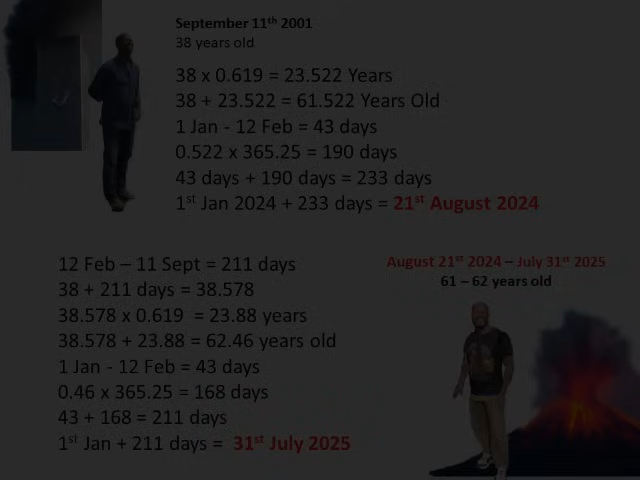 September 11th 2001
38 years old
38 x 0.619 = 23.522 Years
38 + 23.522 = 61.522 Years Old
1 Jan - 12 Feb = 43 days
0.522 x 365.25 = 190 days
43 days + 190 days = 233 days
1st Jan 2024 + 233 days = 21st August 2024
12 Feb – 11 Sept = 211 days
38 + 211 days = 38.578
38.578 x 0.619 = 23.88 years
38.578 + 23.88 = 62.46 years old
1 Jan - 12 Feb = 43 days
0.46 x 365.25 = 168 days
43 + 168 = 211 days
1st Jan + 211 days = 31st July 2025
August 21st 2024 – July 31st 2025
61 – 62 years old